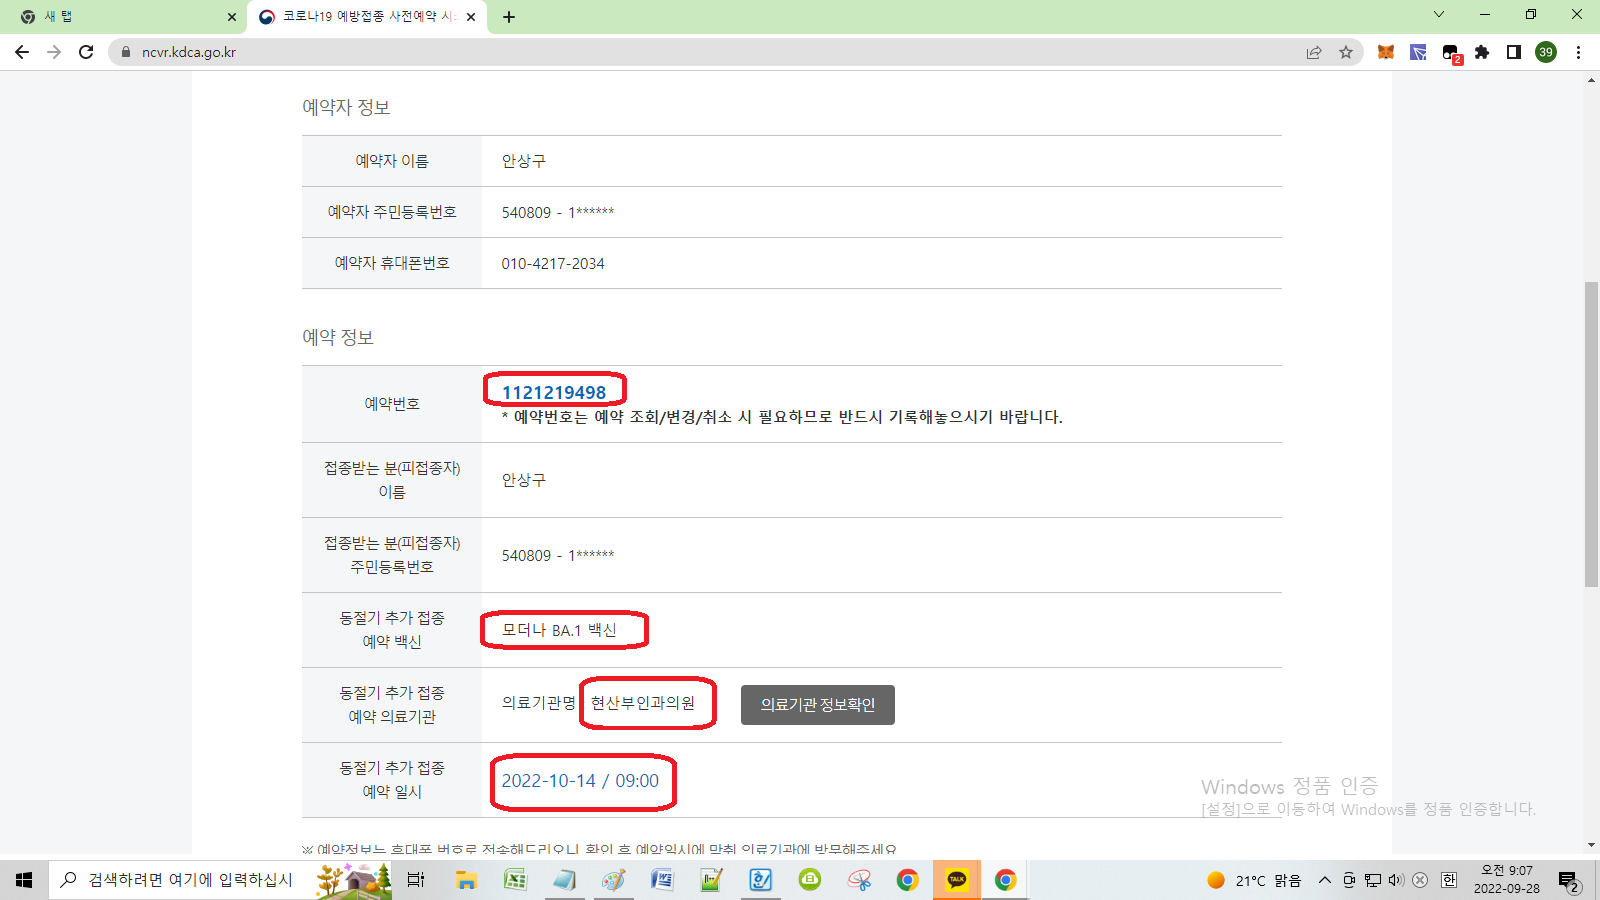 새 탭
코로나19 예방접종 사전예약 시
ncvr.kdca.go.kr
2
39
예약자 정보
예약자 이름
안상구
예약자 주민등록번호
540809 - 1******
예약자 휴대폰번호
010-4217-2034
예약 정보
예약번호
1121219498
* 예약번호는 예약 조회/변경/취소 시 필요하므로 반드시 기록해놓으시기 바랍니다.
접종받는 분(피접종자)
이름
안상구
접종받는 분(피접종자)
주민등록번호
540809 - 1******
동절기 추가 접종
예약 백신
모더나 BA.1 백신
동절기 추가 접종
예약 의료기관
의료기관명 현산부인과의원
의료기관 정보확인
동절기 추가 접종
예약 일시
2022-10-14 / 09:00
Windows 정품 인증
[설정]으로 이동하여 Windows를 정품 인증합니다.
※ 예약정보는 휴대폰 번호로 전송해드리오니, 확인 후 예약일시에 맞춰 의료기관에 방문해주세요
검색하려면 여기에 입력하십시
TALK
21°C 맑음
한
오전 9:07
2022-09-28
2